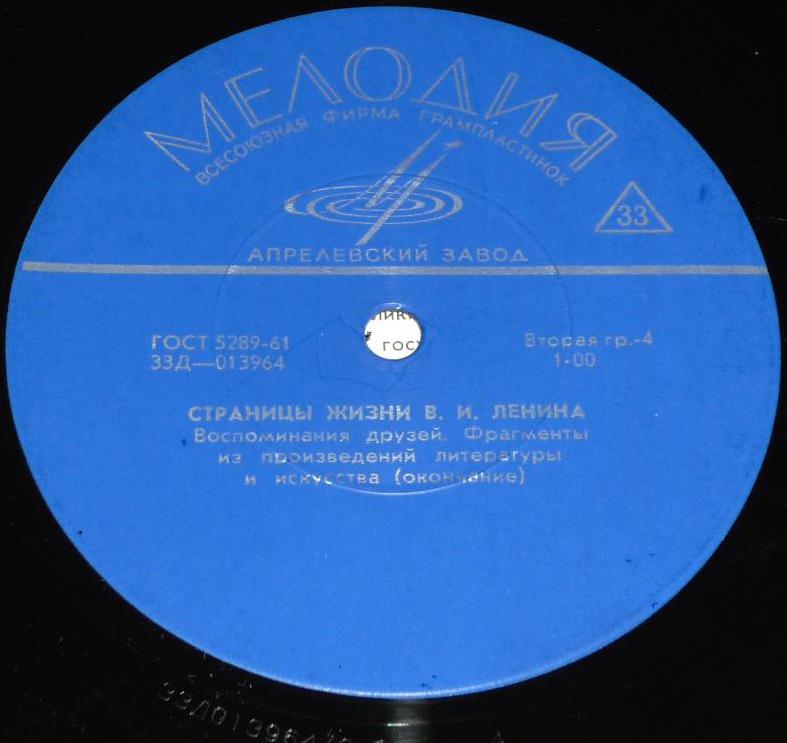 МЕЛОДИЯ
ВСЕСОЮЗНАЯ ФИРМА ГРАМПЛАСТИНОК
33
АПРЕЛЕВСКИЙ ЗАВОД
ГОСТ 5289-61
Вторая гр.-4
33Д—013964
1-00
ГОС
СТРАНИЦЫ ЖИЗНИ В. И. ЛЕНИНА
Воспоминания друзей. Фрагменты
из произведений литературы
и искусства (окончание)